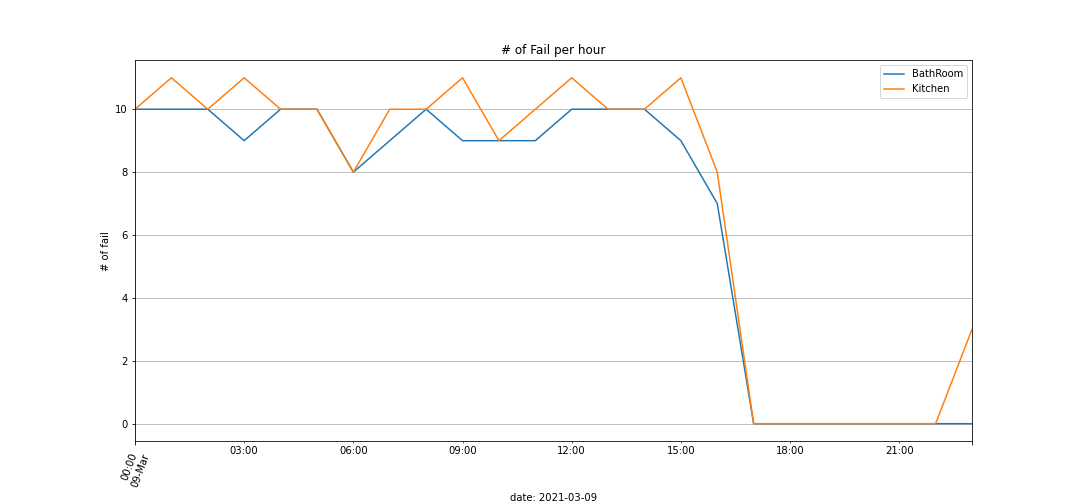 # of Fail per hour
BathRoom
Kitchen
10
8
6
4
2
0
# of fail
00:00
09-Mar
03:00
06:00
09:00
12:00
15:00
18:00
21:00
date: 2021-03-09